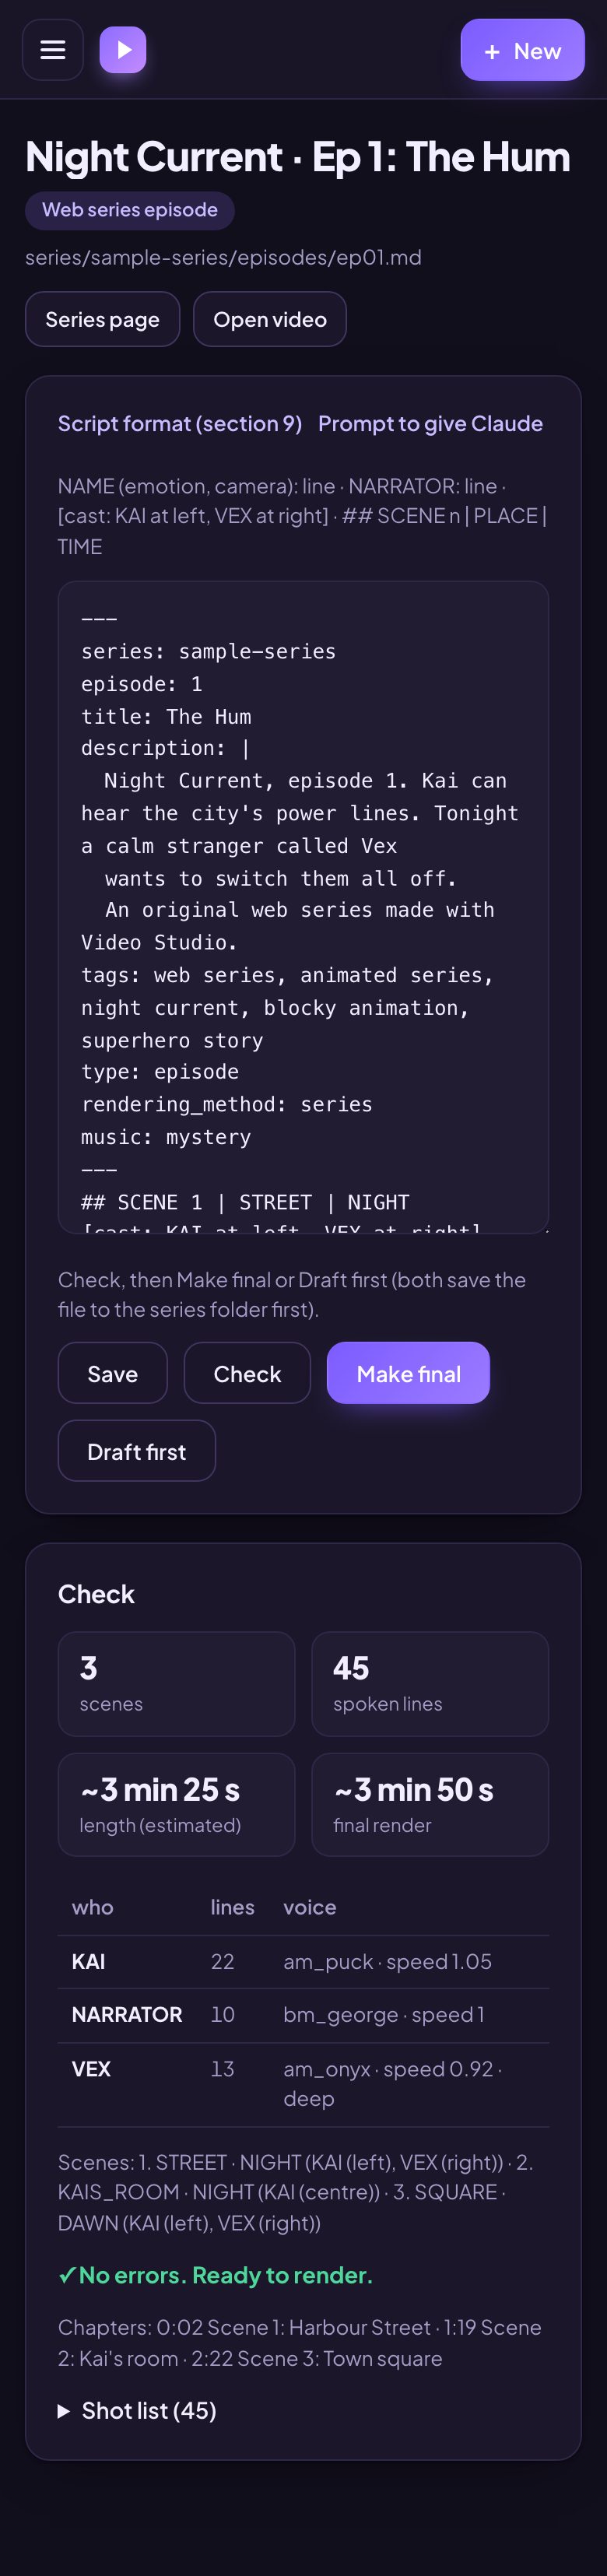 + New
Night Current · Ep 1: The Hum
Web series episode
series/sample-series/episodes/ep01.md
Series page
Open video
Script format (section 9) Prompt to give Claude
NAME (emotion, camera): line · NARRATOR: line ·
[cast: KAI at left, VEX at right] · ## SCENE n | PLACE |
TIME
---
series: sample-series
episode: 1
title: The Hum
description: |
Night Current, episode 1. Kai can
hear the city's power lines. Tonight
a calm stranger called Vex
wants to switch them all off.
An original web series made with
Video Studio.
tags: web series, animated series,
night current, blocky animation,
superhero story
type: episode
rendering_method: series
music: mystery
---
## SCENE 1 | STREET | NIGHT
[cast: KAI at left, VEX at right]
Check, then Make final or Draft first (both save the
file to the series folder first).
Save
Check
Make final
Draft first
Check
3
scenes
45
spoken lines
~3 min 25 s
length (estimated)
~3 min 50 s
final render
who lines voice
KAI 22 am_puck · speed 1.05
NARRATOR 10 bm_george · speed 1
VEX 13 am_onyx · speed 0.92 ·
deep
Scenes: 1. STREET · NIGHT (KAI (left), VEX (right)) · 2.
KAIS_ROOM · NIGHT (KAI (centre)) · 3. SQUARE ·
DAWN (KAI (left), VEX (right))
✓No errors. Ready to render.
Chapters: 0:02 Scene 1: Harbour Street · 1:19 Scene
2: Kai's room · 2:22 Scene 3: Town square
▶ Shot list (45)